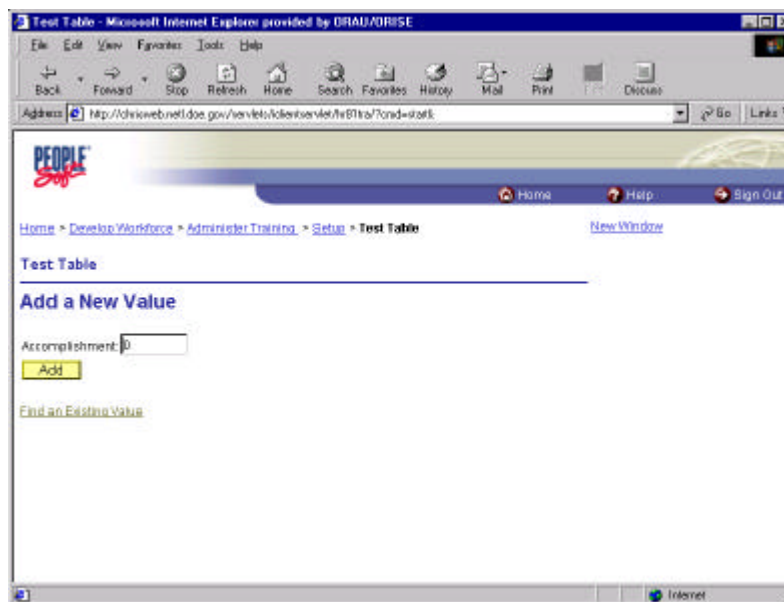 Test Table - Microsoft Internet Explorer provided by ORAU/ORISE
File Edit View Favorites Tools Help
Back Forward Stop Refresh Home Search Favorites History Mail Print Discuss
Address Go Links
PEOPLE
Soft
Home Help Sign Out
Home > Develop Workforce > Administer Training > Setup > Test Table
New Window
Test Table
Add a New Value
Accomplishment: 0
Add
Find an Existing Value
Internet